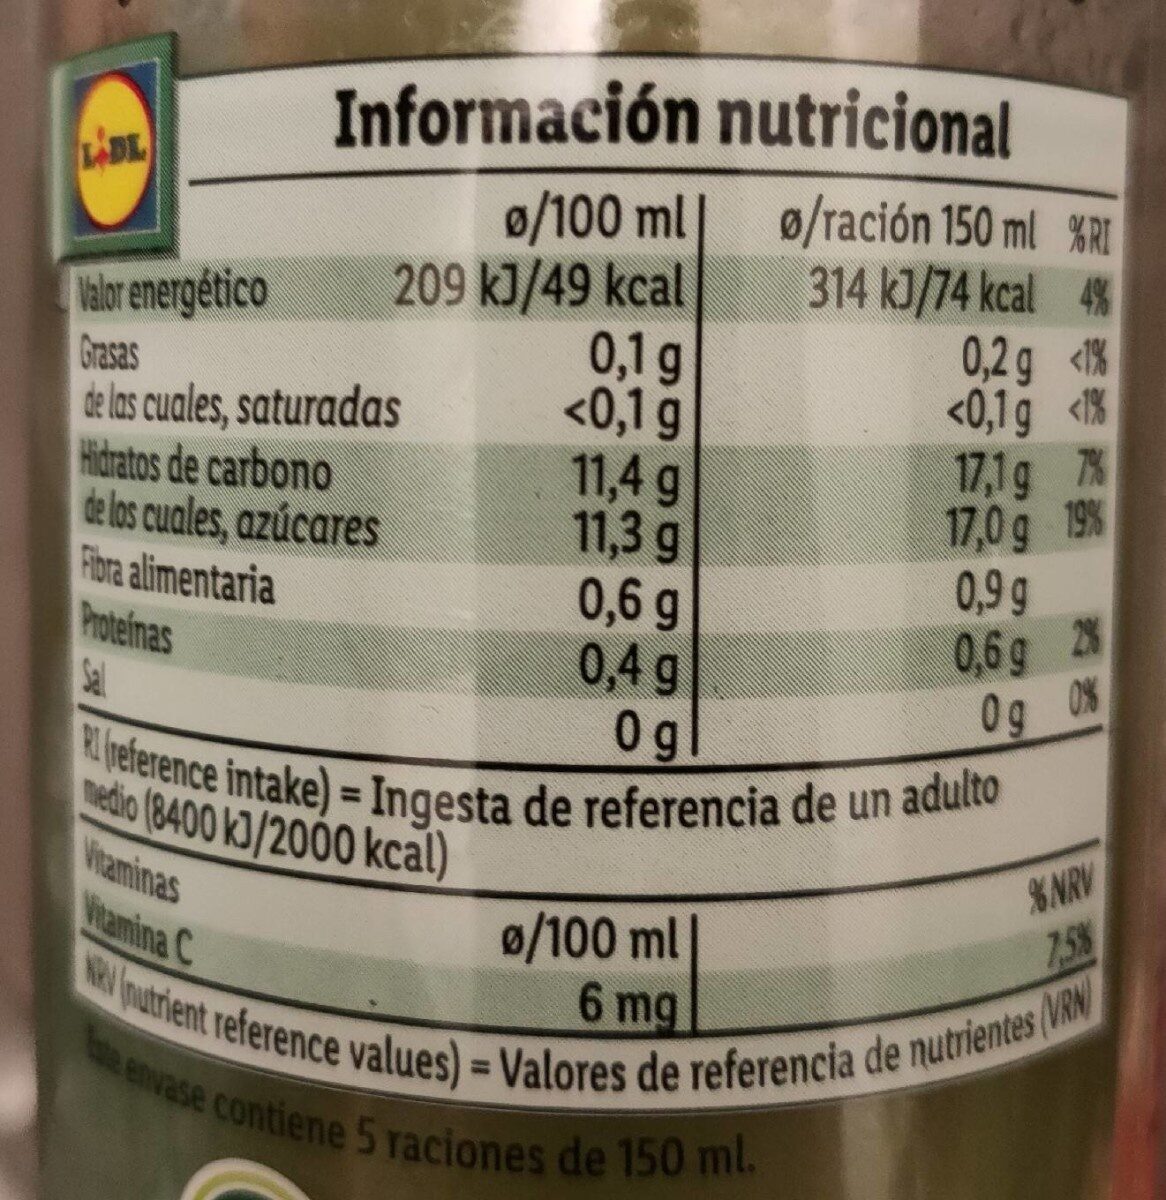 LIDL
Información nutricional
ø/100 ml ø/ración 150 ml %RI
Valor energético 209 kJ/49 kcal 314 kJ/74 kcal 4%
Grasas 0,1 g 0,2 g <1%
de las cuales, saturadas <0,1 g <0,1 g <1%
Hidratos de carbono 11,4 g 17,1 g 7%
de los cuales, azúcares 11,3 g 17,0 g 19%
Fibra alimentaria 0,6 g 0,9 g
Proteínas 0,4 g 0,6 g 2%
Sal 0 g 0 g 0%
RI (reference intake) = Ingesta de referencia de un adulto
medio (8400 kJ/2000 kcal)
Vitaminas ø/100 ml %NRV
Vitamina C 6 mg 7,5%
NRV (nutrient reference values) = Valores de referencia de nutrientes (VRN)
Este envase contiene 5 raciones de 150 ml.